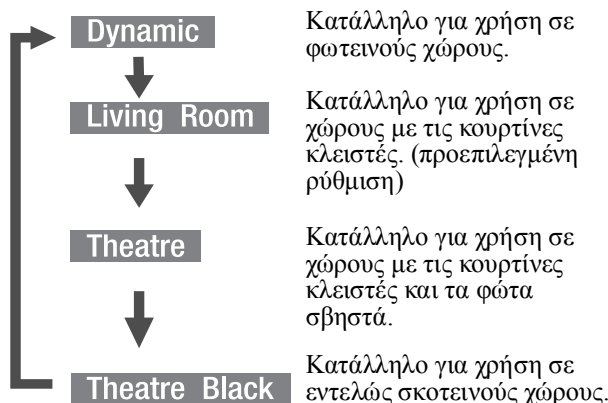 Dynamic
Κατάλληλο για χρήση σε
φωτεινούς χώρους.
Living Room
Κατάλληλο για χρήση σε
χώρους με τις κουρτίνες
κλειστές. (προεπιλεγμένη
ρύθμιση)
Theatre
Κατάλληλο για χρήση σε
χώρους με τις κουρτίνες
κλειστές και τα φώτα
σβηστά.
Theatre Black
Κατάλληλο για χρήση σε
εντελώς σκοτεινούς χώρους.